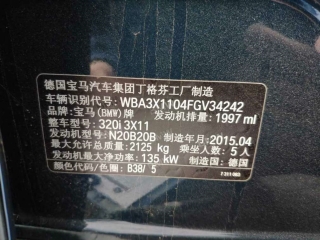 德国宝马汽车集团丁格芬工厂制造
车辆识别代号: WBA3X1104FGV34242
品牌: 宝马(BMW)牌 发动机排量: 1997 ml
整车型号: 320i 3X11
发动机型号: N20B20B 制造年月: 2015.04
最大允许总质量: 2125 kg 乘坐人数: 5 人
发动机最大净功率: 135 kW 制造国: 德国
颜色代码/色圈: B3B/ 5